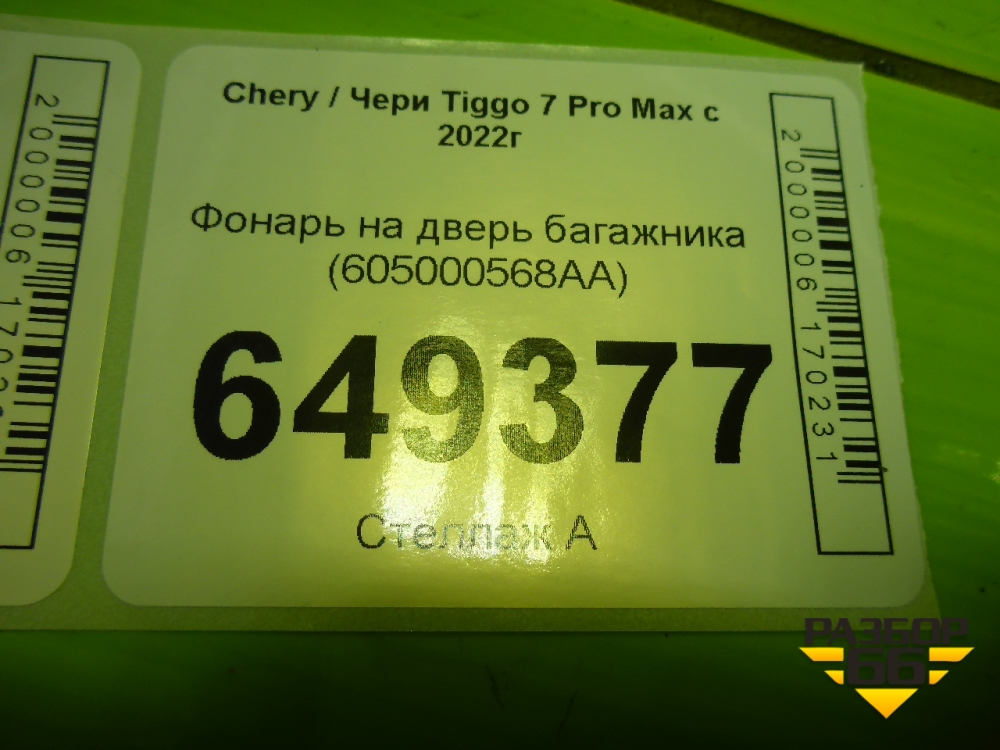 Chery / Чери Tiggo 7 Pro Max с
2022г
Фонарь на дверь багажника
(605000568AA)
649377
Стеллаж А
2000006170231
РАЗБОР
66